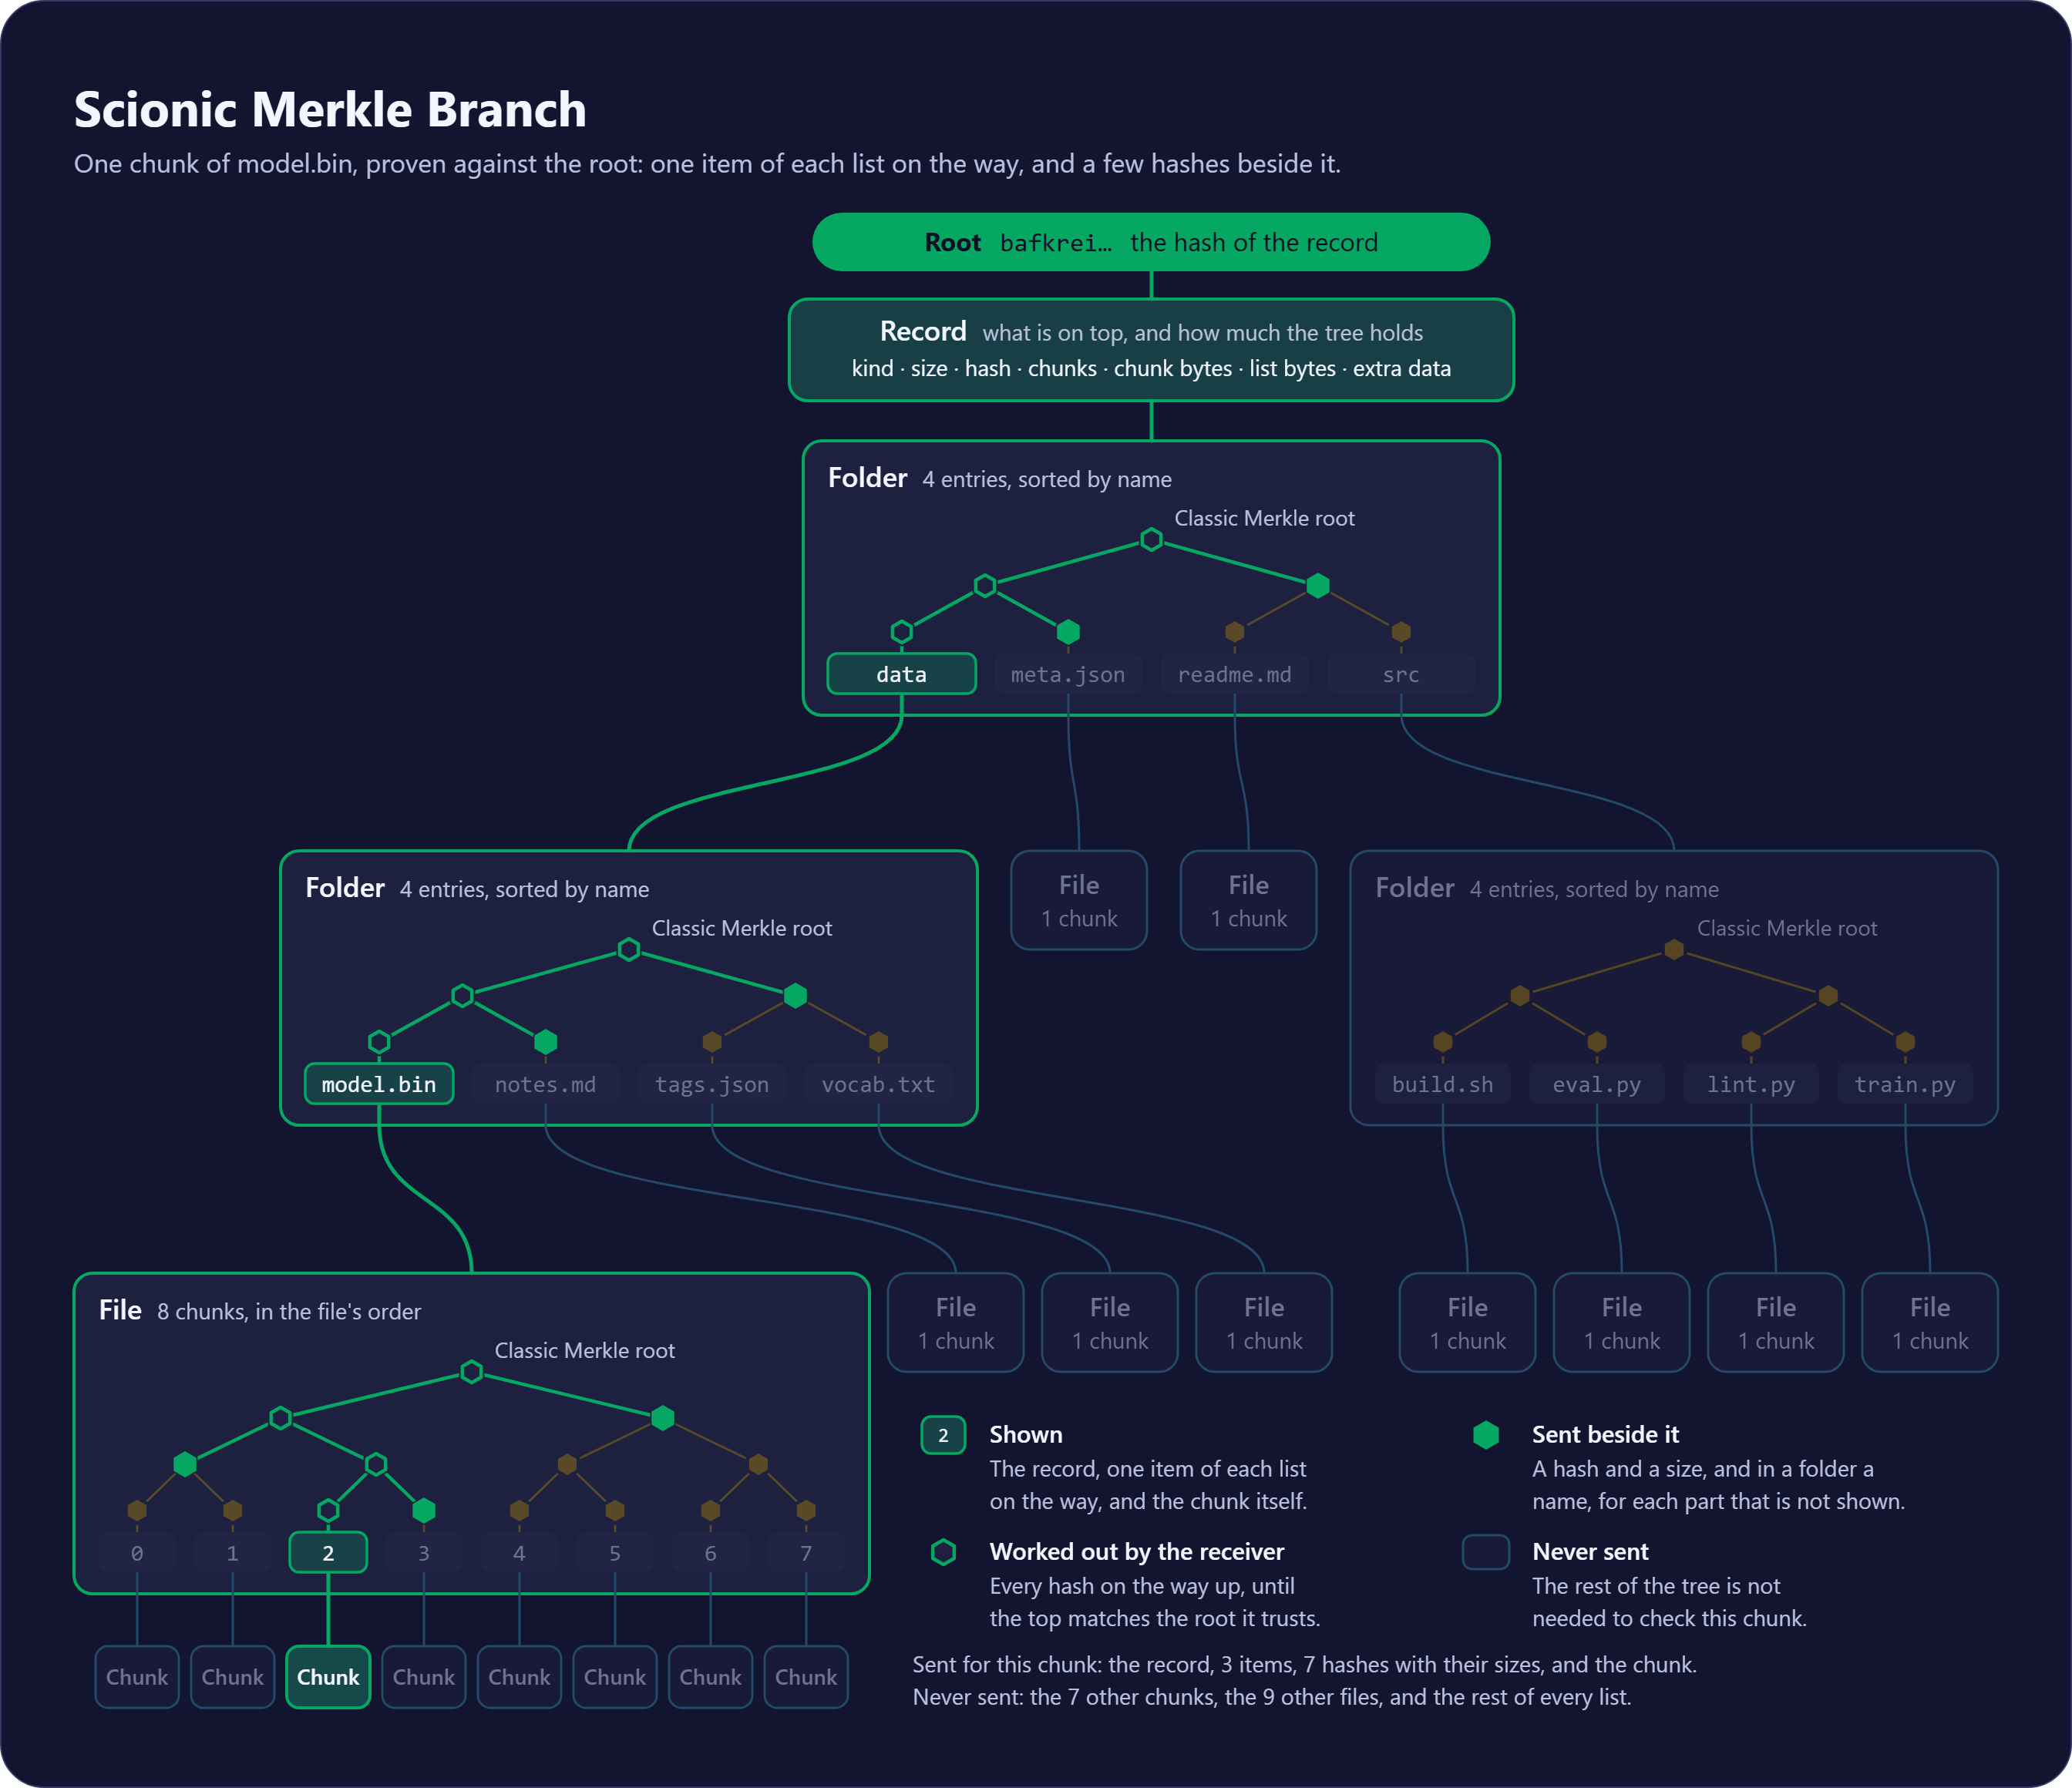 Scionic Merkle Branch
One chunk of model.bin, proven against the root: one item of each list on the way, and a few hashes beside it.
Root bafkrei… the hash of the record
Record what is on top, and how much the tree holds
kind · size · hash · chunks · chunk bytes · list bytes · extra data
Folder 4 entries, sorted by name
Classic Merkle root
data meta.json readme.md src
Folder 4 entries, sorted by name
Classic Merkle root
model.bin notes.md tags.json vocab.txt
File
1 chunk
File
1 chunk
Folder 4 entries, sorted by name
Classic Merkle root
build.sh eval.py lint.py train.py
File 8 chunks, in the file's order
Classic Merkle root
0 1 2 3 4 5 6 7
Chunk Chunk Chunk Chunk Chunk Chunk Chunk Chunk
File
1 chunk
File
1 chunk
File
1 chunk
File
1 chunk
File
1 chunk
File
1 chunk
File
1 chunk
2
Shown
The record, one item of each list
on the way, and the chunk itself.
Sent beside it
A hash and a size, and in a folder a
name, for each part that is not shown.
Worked out by the receiver
Every hash on the way up, until
the top matches the root it trusts.
Never sent
The rest of the tree is not
needed to check this chunk.
Sent for this chunk: the record, 3 items, 7 hashes with their sizes, and the chunk.
Never sent: the 7 other chunks, the 9 other files, and the rest of every list.